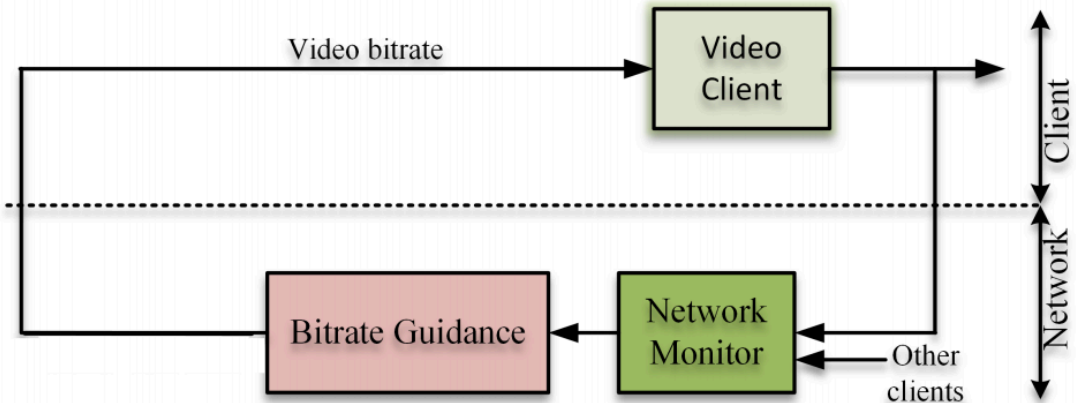 Video bitrate
Video
Client
Client
Network
Bitrate Guidance
Network
Monitor
Other
clients